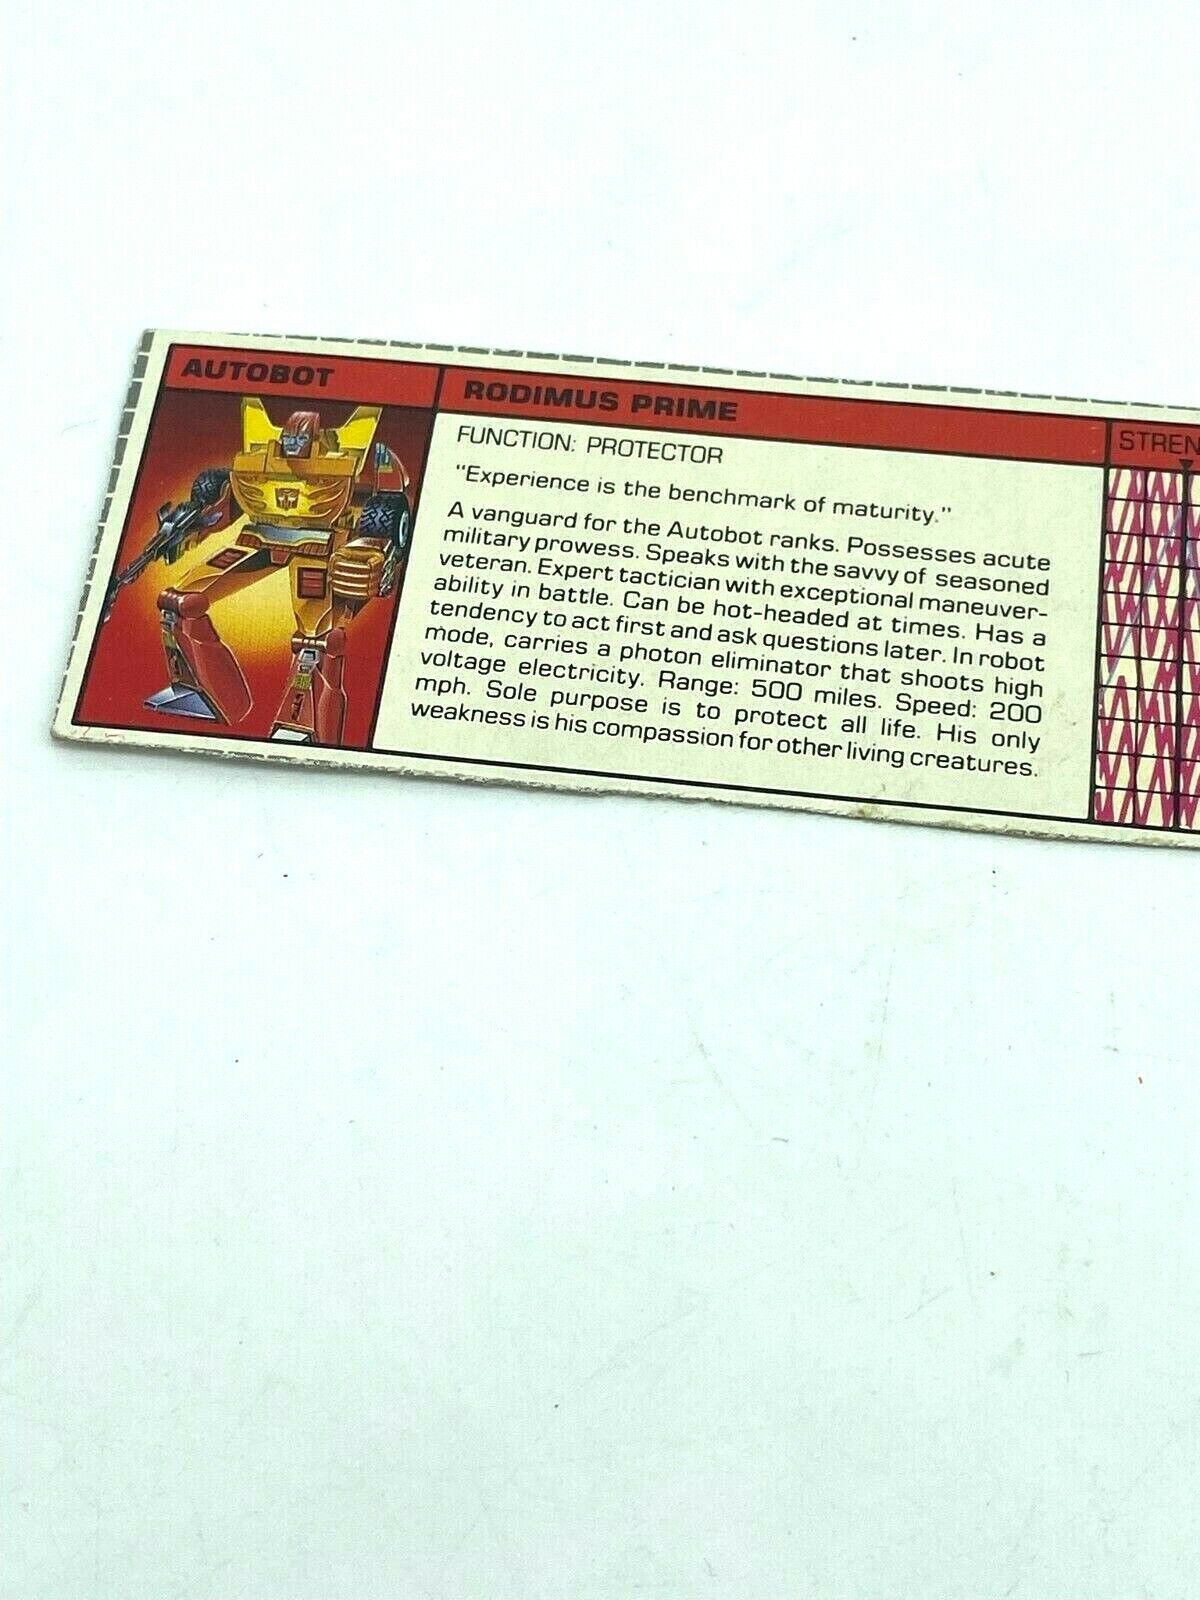 AUTOBOT
RODIMUS PRIME
FUNCTION: PROTECTOR
"Experience is the benchmark of maturity."
A vanguard for the Autobot ranks. Possesses acute
military prowess. Speaks with the savvy of seasoned
veteran. Expert tactician with exceptional maneuver-
ability in battle. Can be hot-headed at times. Has a
tendency to act first and ask questions later. In robot
mode, carries a photon eliminator that shoots high
voltage electricity. Range: 500 miles. Speed: 200
mph. Sole purpose is to protect all life. His only
weakness is his compassion for other living creatures.
STREN